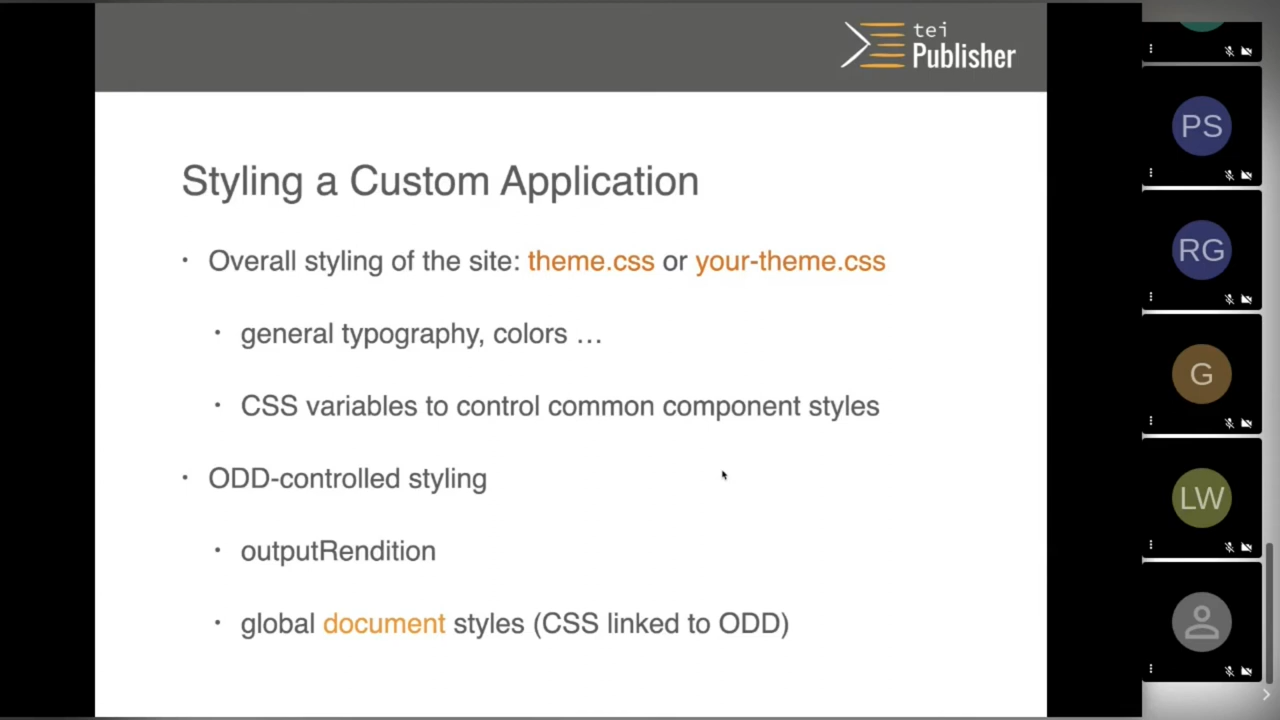 tei
Publisher
Styling a Custom Application
• Overall styling of the site: theme.css or your-theme.css
• general typography, colors …
• CSS variables to control common component styles
• ODD-controlled styling
• outputRendition
• global document styles (CSS linked to ODD)
PS
RG
G
LW